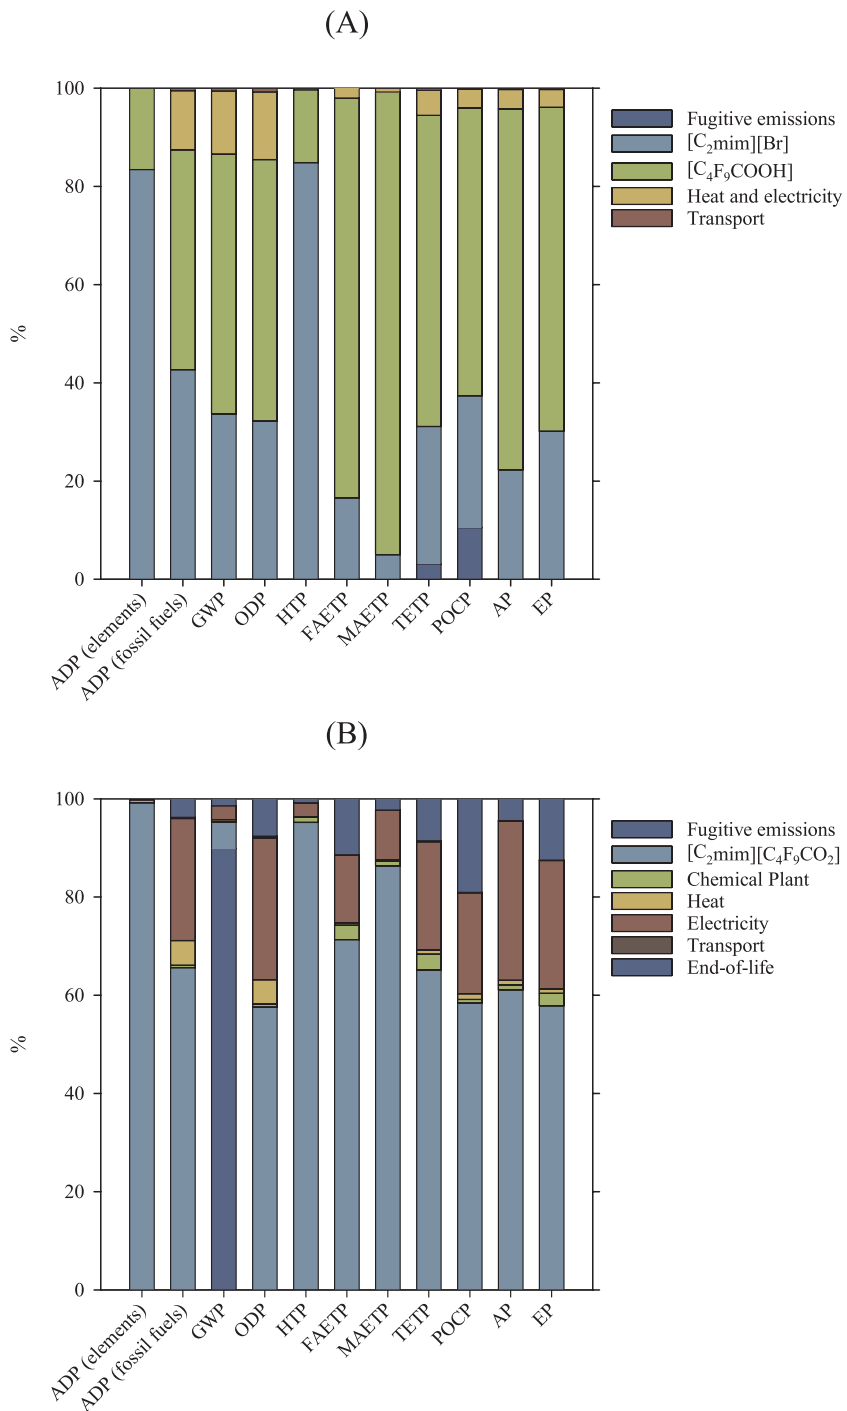 (A)
100
80
60
40
20
0
%
ADP (elements)
ADP (fossil fuels)
GWP
ODP
HTP
FAETP
MAETP
TETP
POCP
AP
EP
Fugitive emissions
[C₂mim][Br]
[C₄F₉COOH]
Heat and electricity
Transport
(B)
100
80
60
40
20
0
%
ADP (elements)
ADP (fossil fuels)
GWP
ODP
HTP
FAETP
MAETP
TETP
POCP
AP
EP
Fugitive emissions
[C₂mim][C₄F₉CO₂]
Chemical Plant
Heat
Electricity
Transport
End-of-life